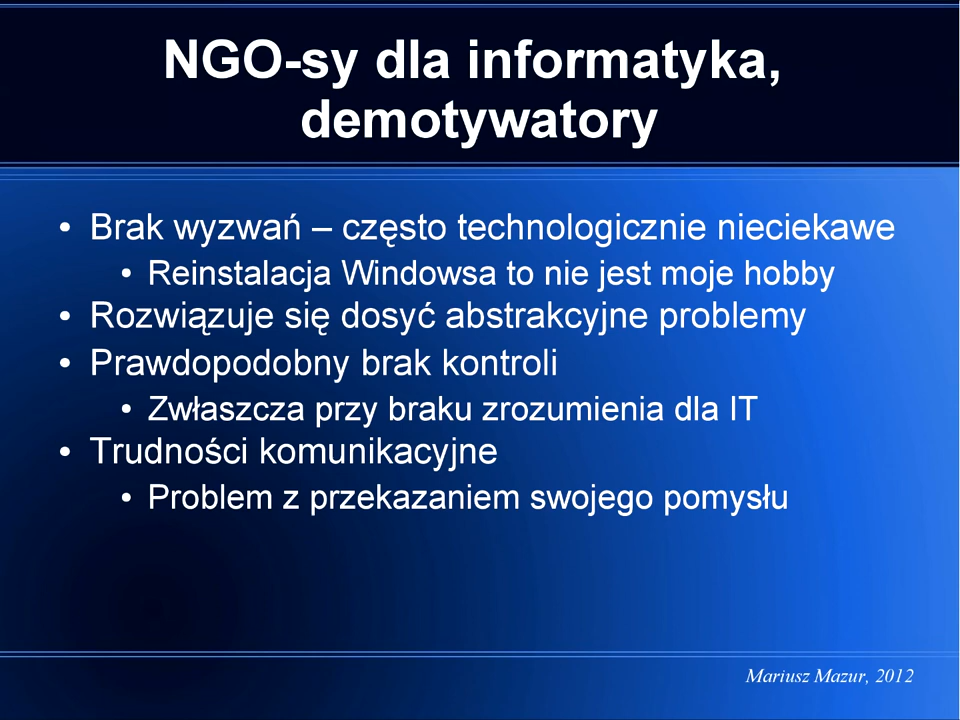 NGO-sy dla informatyka,
demotywatory
• Brak wyzwań – często technologicznie nieciekawe
• Reinstalacja Windowsa to nie jest moje hobby
• Rozwiązuje się dosyć abstrakcyjne problemy
• Prawdopodobny brak kontroli
• Zwłaszcza przy braku zrozumienia dla IT
• Trudności komunikacyjne
• Problem z przekazaniem swojego pomysłu
Mariusz Mazur, 2012